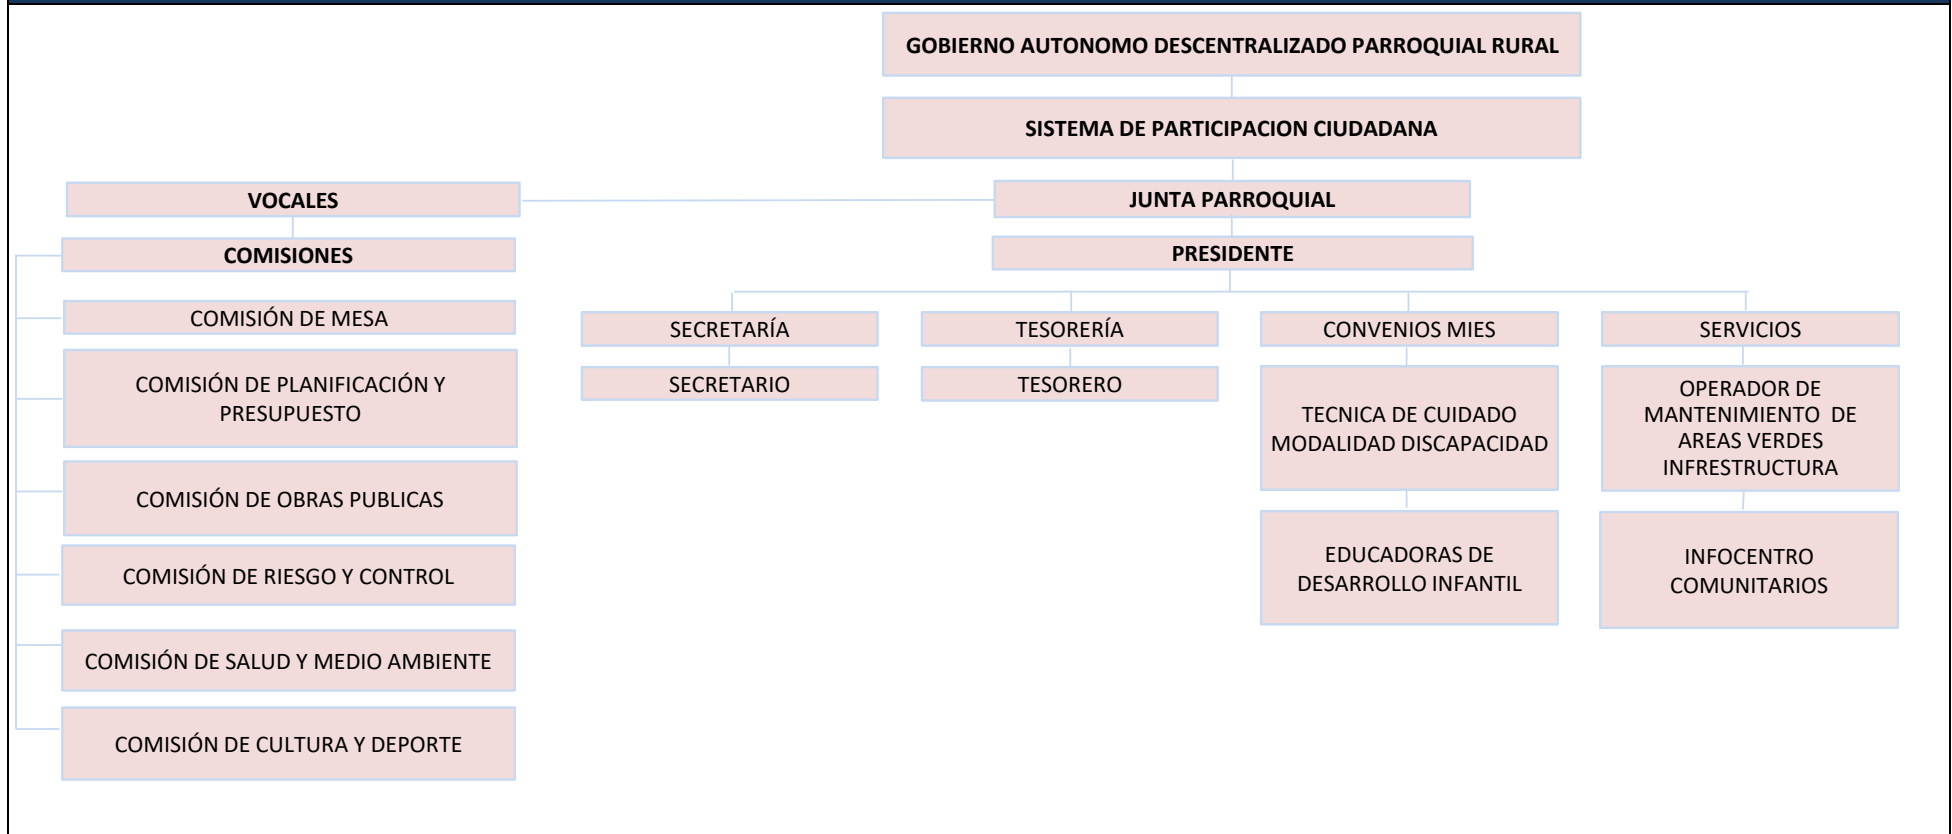 GOBIERNO AUTONOMO DESCENTRALIZADO PARROQUIAL RURAL
SISTEMA DE PARTICIPACION CIUDADANA
VOCALES
JUNTA PARROQUIAL
COMISIONES
PRESIDENTE
COMISIÓN DE MESA
COMISIÓN DE PLANIFICACIÓN Y
PRESUPUESTO
COMISIÓN DE OBRAS PUBLICAS
COMISIÓN DE RIESGO Y CONTROL
COMISIÓN DE SALUD Y MEDIO AMBIENTE
COMISIÓN DE CULTURA Y DEPORTE
SECRETARÍA
SECRETARIO
TESORERÍA
TESORERO
CONVENIOS MIES
TECNICA DE CUIDADO
MODALIDAD DISCAPACIDAD
EDUCADORAS DE
DESARROLLO INFANTIL
SERVICIOS
OPERADOR DE
MANTENIMIENTO DE
AREAS VERDES
INFRESTRUCTURA
INFOCENTRO
COMUNITARIOS